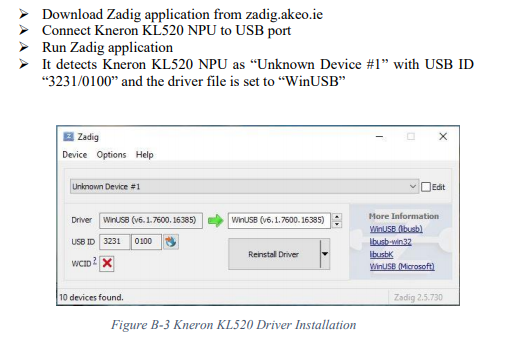 ➢ Download Zadig application from zadig.akeo.ie
➢ Connect Kneron KL520 NPU to USB port
➢ Run Zadig application
➢ It detects Kneron KL520 NPU as “Unknown Device #1” with USB ID
“3231/0100” and the driver file is set to “WinUSB”
Zadig
Device Options Help
Unknown Device #1
Edit
Driver WinUSB (v6.1.7600.16385) WinUSB (v6.1.7600.16385)
USB ID 3231 0100
WCID ?
Reinstall Driver
More Information
WinUSB (libusb)
libusb-win32
libusbK
WinUSB (Microsoft)
10 devices found.
Zadig 2.5.730
Figure B-3 Kneron KL520 Driver Installation